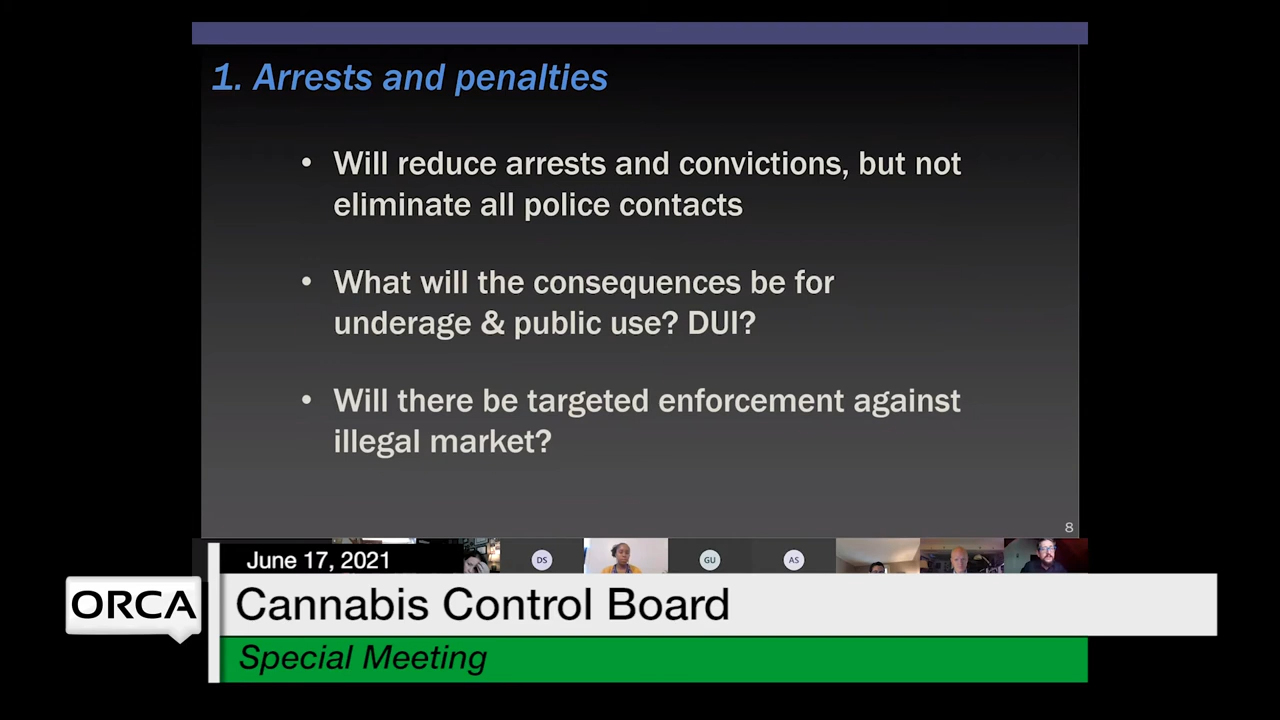 1. Arrests and penalties
• Will reduce arrests and convictions, but not
eliminate all police contacts
• What will the consequences be for
underage & public use? DUI?
• Will there be targeted enforcement against
illegal market?
8
DS
GU
AS
June 17, 2021
ORCA
Cannabis Control Board
Special Meeting